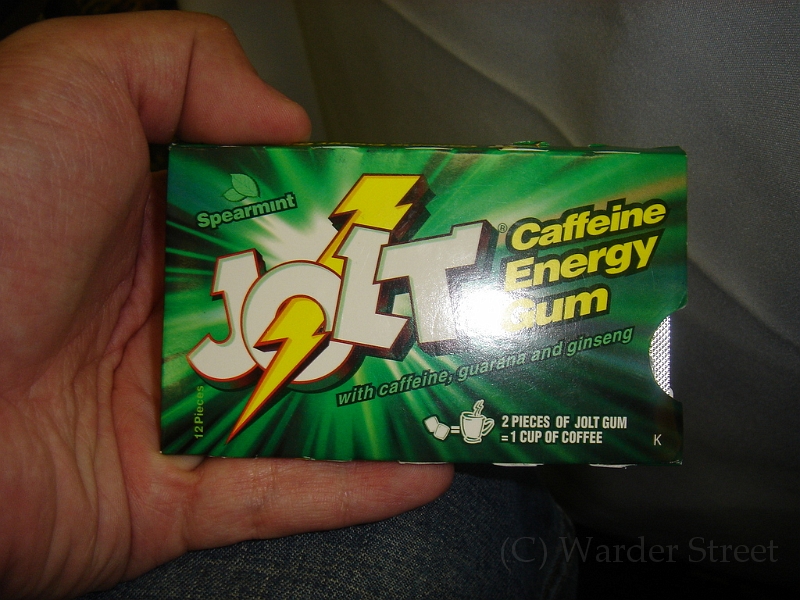 Spearmint
JOLT®
Caffeine
Energy
Gum
with caffeine, guarana and ginseng
12 Pieces
2 PIECES OF JOLT GUM
=1 CUP OF COFFEE
K
(C) Warder Street